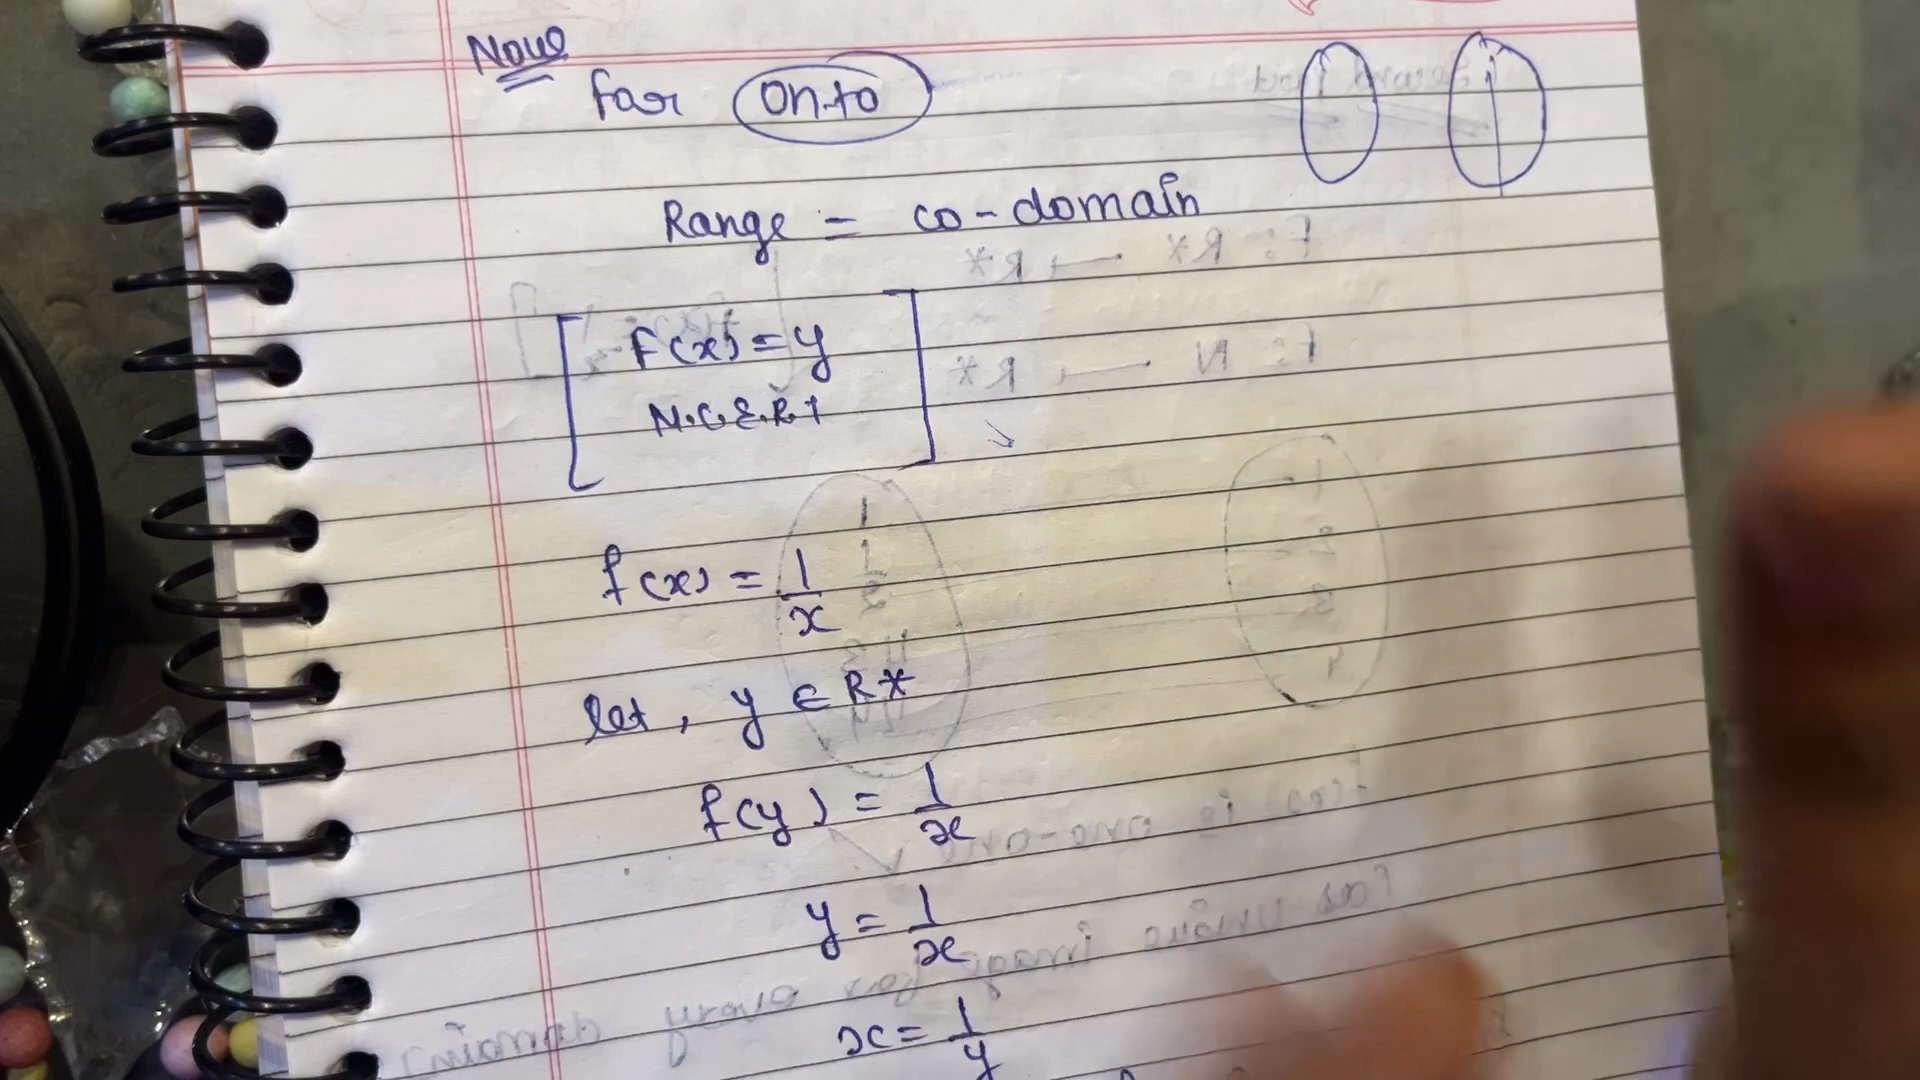 Now
For onto
Range = co-domain
F(x) = y
N.C.E.R.T
f(x) = 1/x
let, y ∈ R*
f(y) = 1/x
y = 1/x
x = 1/y